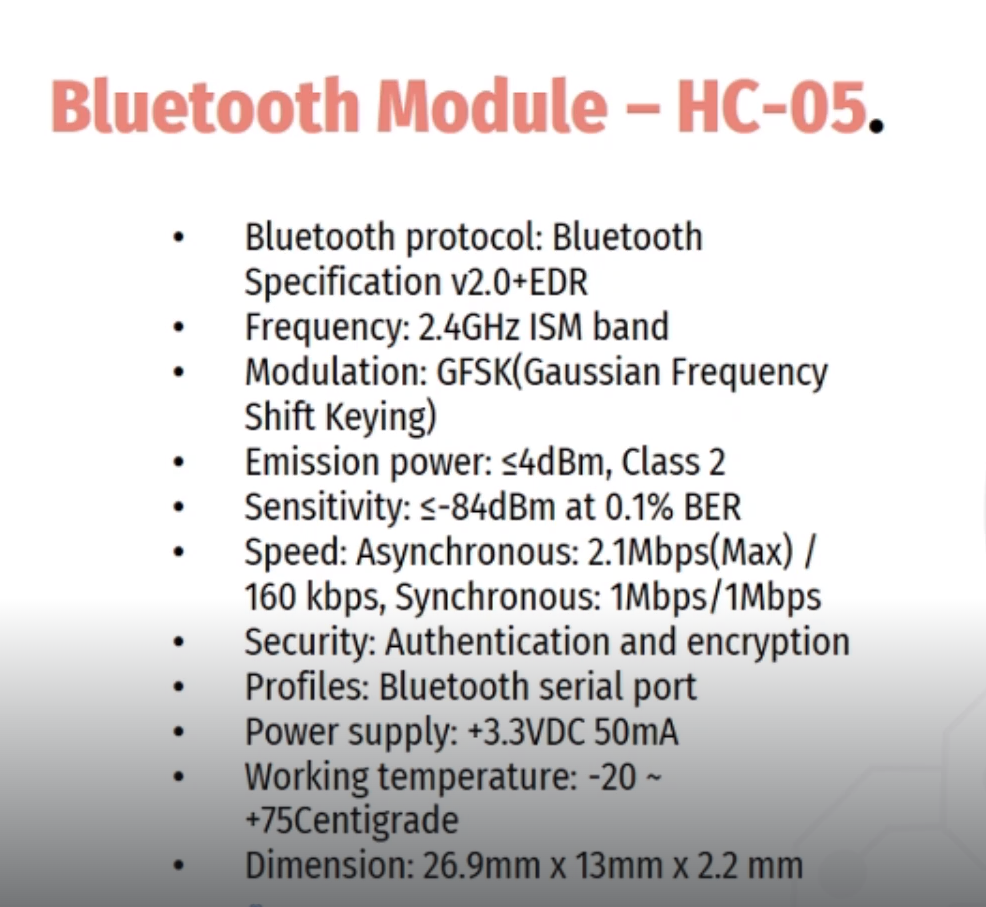 Bluetooth Module – HC-05.
• Bluetooth protocol: Bluetooth
Specification v2.0+EDR
• Frequency: 2.4GHz ISM band
• Modulation: GFSK(Gaussian Frequency
Shift Keying)
• Emission power: ≤4dBm, Class 2
• Sensitivity: ≤-84dBm at 0.1% BER
• Speed: Asynchronous: 2.1Mbps(Max) /
160 kbps, Synchronous: 1Mbps/1Mbps
• Security: Authentication and encryption
• Profiles: Bluetooth serial port
• Power supply: +3.3VDC 50mA
• Working temperature: -20 ~
+75Centigrade
• Dimension: 26.9mm x 13mm x 2.2 mm